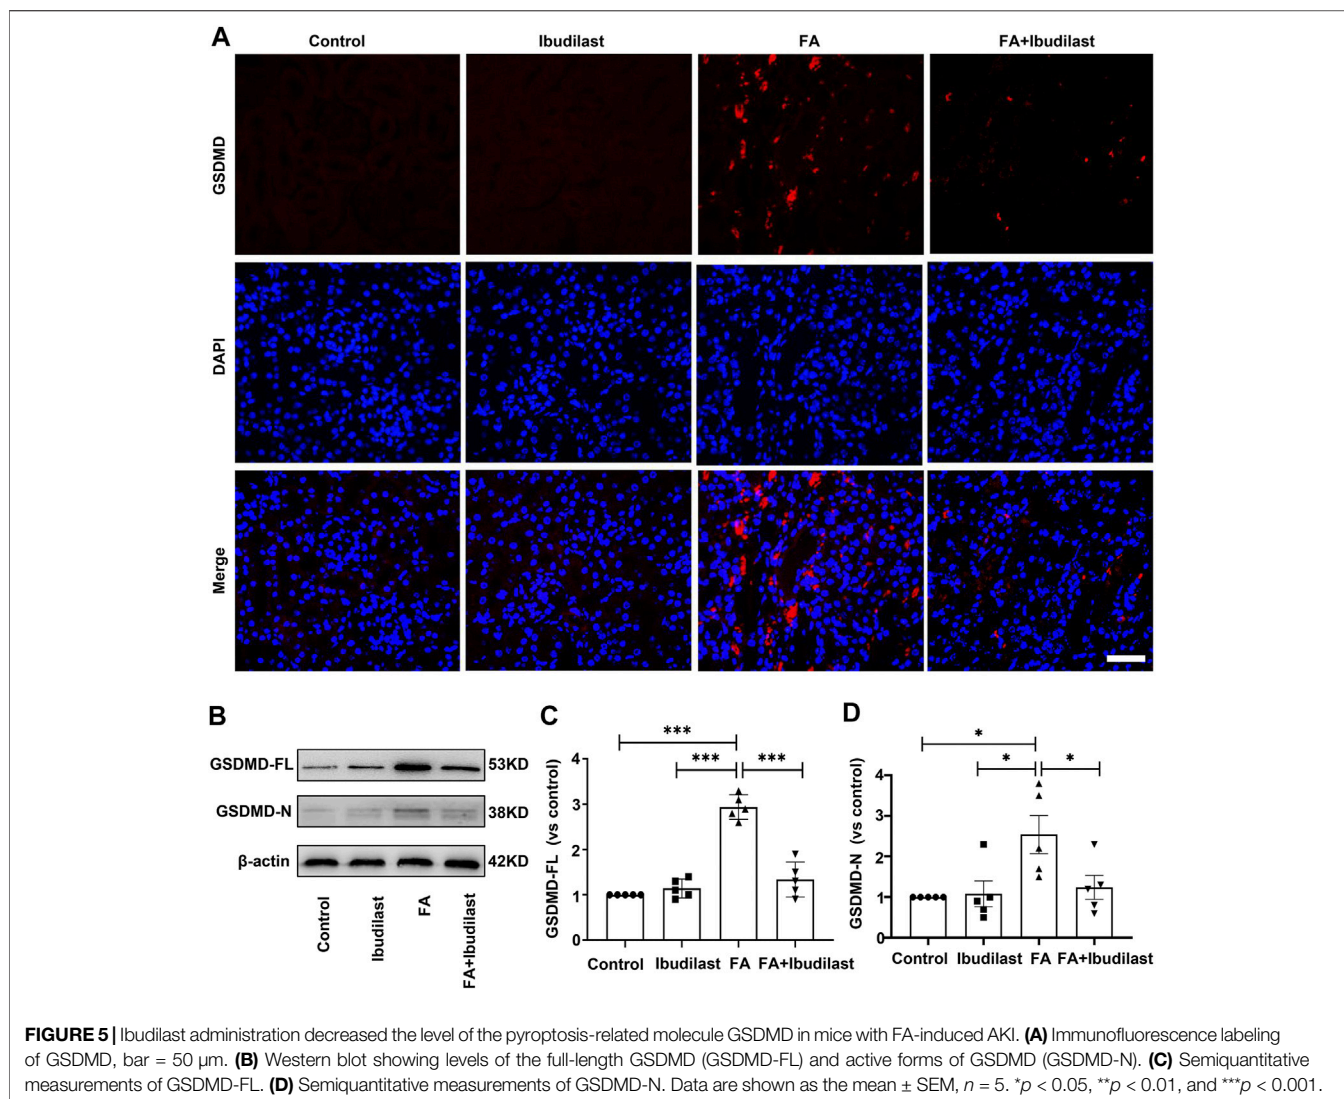 A
Control Ibudilast FA FA+Ibudilast
GSDMD
DAPI
Merge
B
GSDMD-FL 53KD
GSDMD-N 38KD
β-actin 42KD
Control Ibudilast FA FA+Ibudilast
C
*** 
*** ***
GSDMD-FL (vs control)
4
3
2
1
0
Control Ibudilast FA FA+Ibudilast
D
*
* *
GSDMD-N (vs control)
4
3
2
1
0
Control Ibudilast FA FA+Ibudilast
FIGURE 5 | Ibudilast administration decreased the level of the pyroptosis-related molecule GSDMD in mice with FA-induced AKI. (A) Immunofluorescence labeling
of GSDMD, bar = 50 µm. (B) Western blot showing levels of the full-length GSDMD (GSDMD-FL) and active forms of GSDMD (GSDMD-N). (C) Semiquantitative
measurements of GSDMD-FL. (D) Semiquantitative measurements of GSDMD-N. Data are shown as the mean ± SEM, n = 5. *p < 0.05, **p < 0.01, and ***p < 0.001.